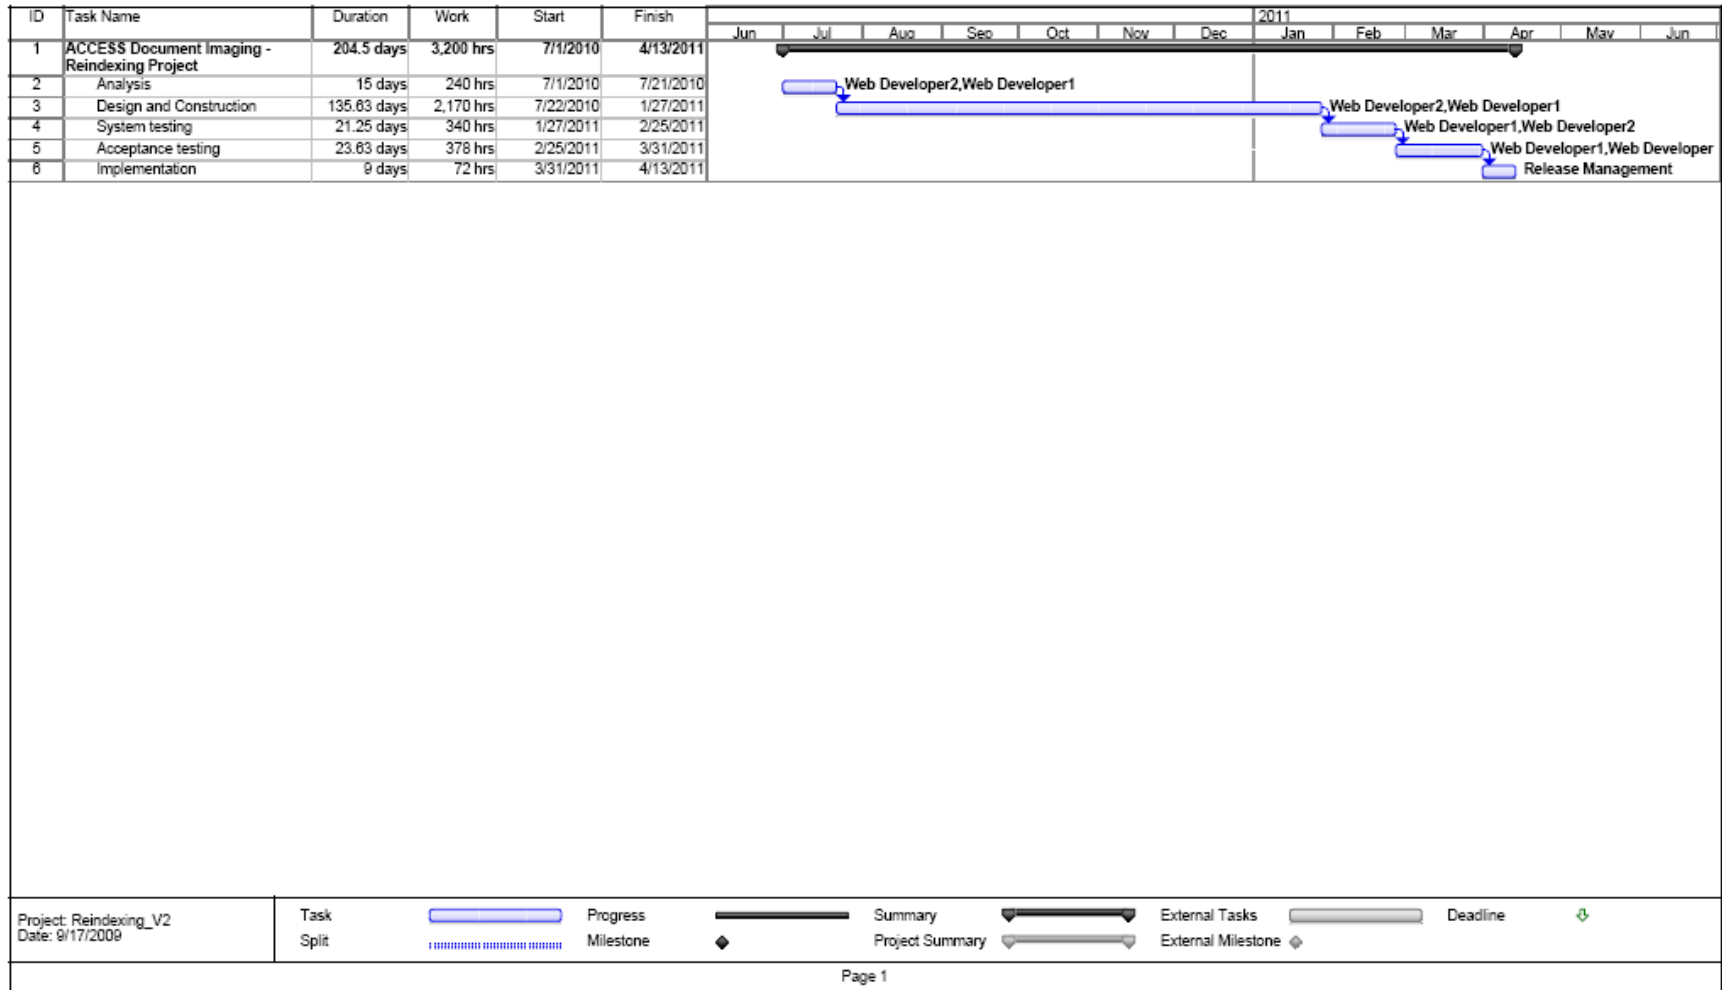 ID Task Name Duration Work Start Finish 2011
Jun Jul Aug Sep Oct Nov Dec Jan Feb Mar Apr May Jun
1 ACCESS Document Imaging - 204.5 days 3,200 hrs 7/1/2010 4/13/2011
Reindexing Project
2 Analysis 15 days 240 hrs 7/1/2010 7/21/2010 Web Developer2,Web Developer1
3 Design and Construction 135.63 days 2,170 hrs 7/22/2010 1/27/2011 Web Developer2,Web Developer1
4 System testing 21.25 days 340 hrs 1/27/2011 2/25/2011 Web Developer1,Web Developer2
5 Acceptance testing 23.63 days 378 hrs 2/25/2011 3/31/2011 Web Developer1,Web Developer
6 Implementation 9 days 72 hrs 3/31/2011 4/13/2011 Release Management
Project: Reindexing_V2
Date: 9/17/2009
Task Progress Summary External Tasks Deadline
Split Milestone Project Summary External Milestone
Page 1